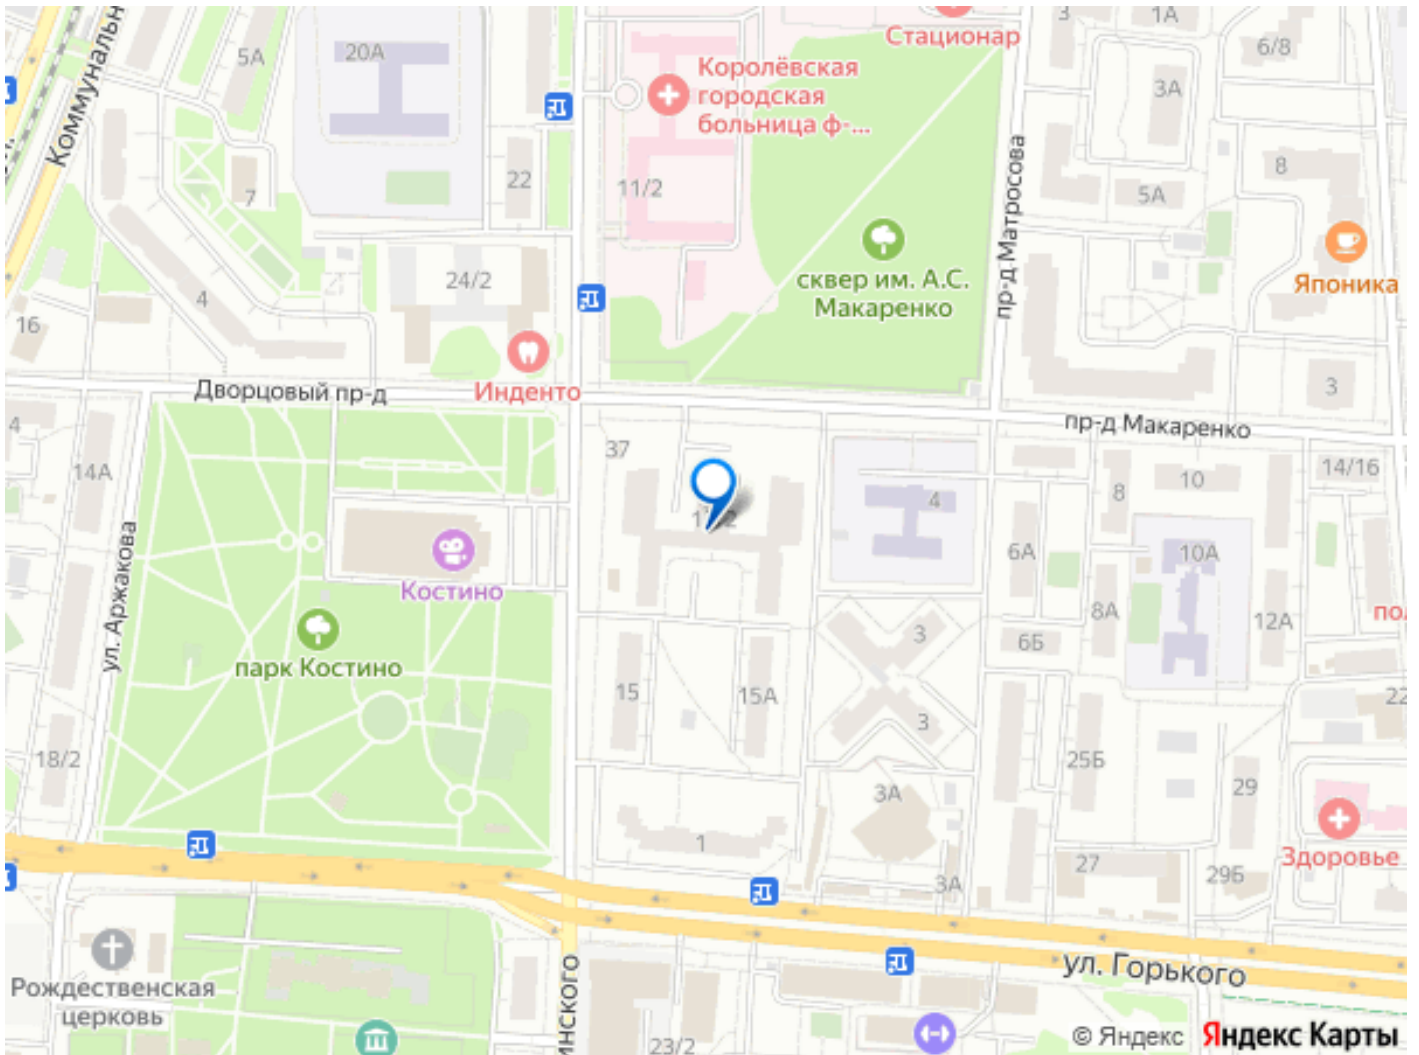 Стационар
3
1А
6/8
5А
20А
Коммунальн
Королёвская
городская
больница ф-...
3А
22
11/2
7
5А
8
пр-д Матросова
24/2
4
16
сквер им. А.С.
Макаренко
Японика
Инденто
Дворцовый пр-д
3
пр-д Макаренко
4
14А
37
4
8
10
14/16
ул. Аржакова
Костино
6А
10А
8А
12А
парк Костино
3
6Б
15
15А
3
22
18/2
25Б
29
3А
1
27
Здоровье
29Б
3А
Рождественская
церковь
ул. Горького
инского
23/2
© Яндекс
Яндекс Карты